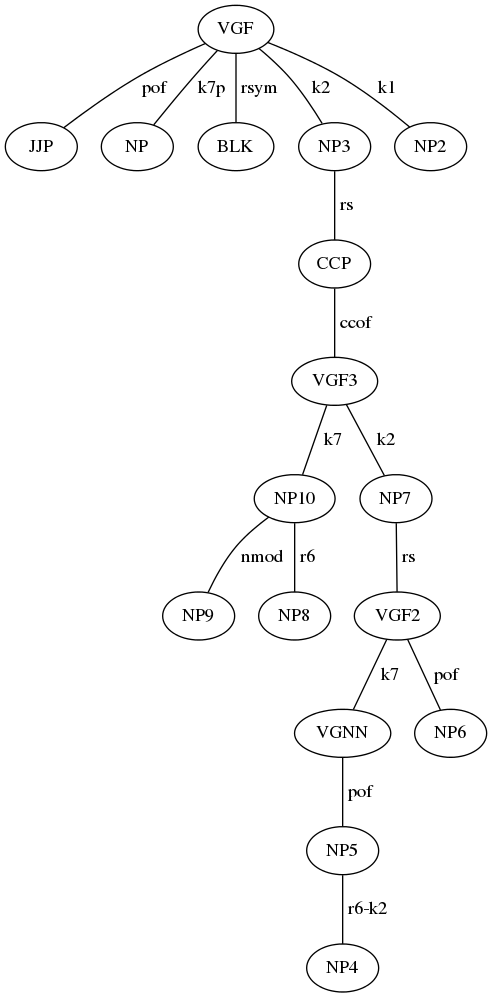 VGF
pof k7p rsym k2 k1
JJP NP BLK NP3 NP2
rs
CCP
ccof
VGF3
k7 k2
NP10 NP7
nmod r6 rs
NP9 NP8 VGF2
k7 pof
VGNN NP6
pof
NP5
r6-k2
NP4